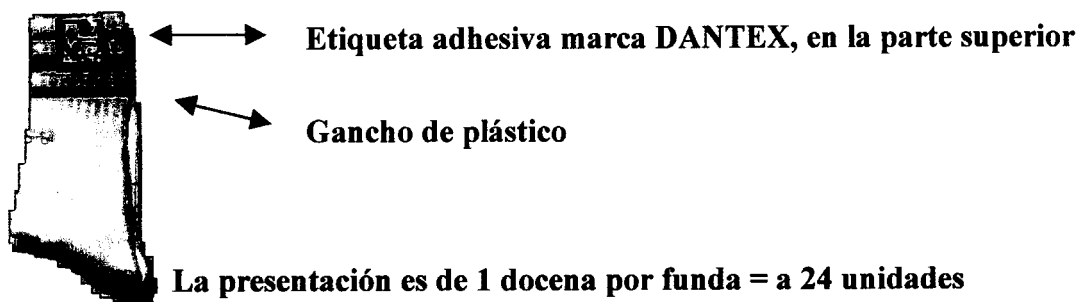 Etiqueta adhesiva marca DANTEX, en la parte superior
Gancho de plástico
La presentación es de 1 docena por funda = a 24 unidades